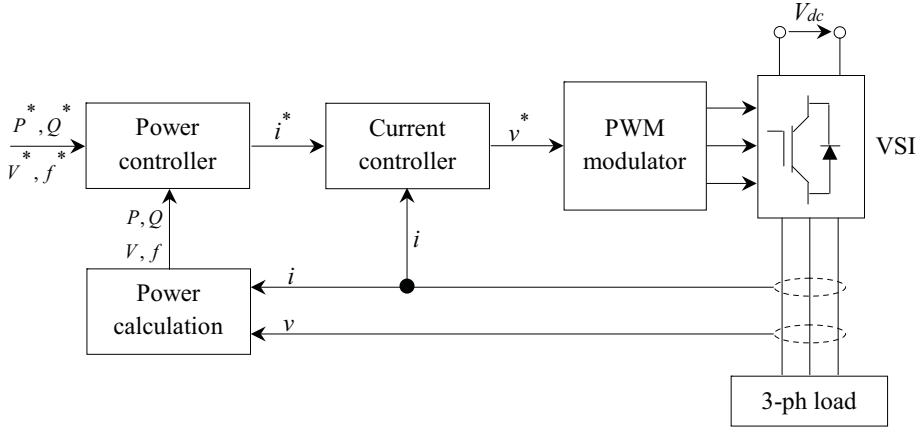 V_dc
P*, Q*
V*, f*
Power
controller
i*
Current
controller
v*
PWM
modulator
VSI
P, Q
V, f
i
Power
calculation
i
v
3-ph load